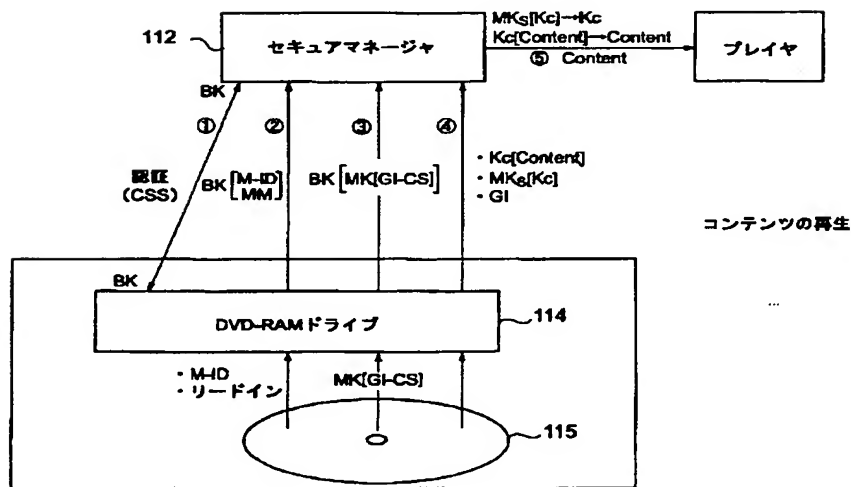 112
セキュアマネージャ
MKS[Kc]→Kc
Kc[Content]→Content
⑤ Content
プレイヤ
BK
①
②
③
④
認証
(CSS)
BK [M-ID
MM]
BK [MK[GI-CS]]
・Kc[Content]
・MKS[Kc]
・GI
コンテンツの再生
…
BK
DVD-RAMドライブ
114
・M-ID
・リードイン
MK[GI-CS]
115